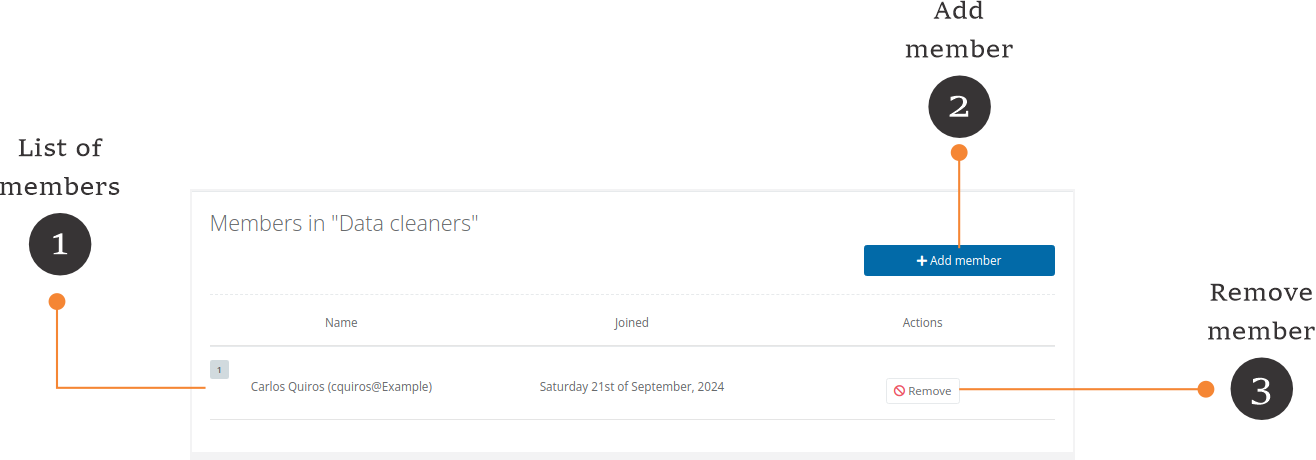 Add
member
2
List of
members
1
Members in "Data cleaners"
Add member
Remove
member
3
Name Joined Actions
1
Carlos Quiros (cquiros@Example) Saturday 21st of September, 2024 Remove